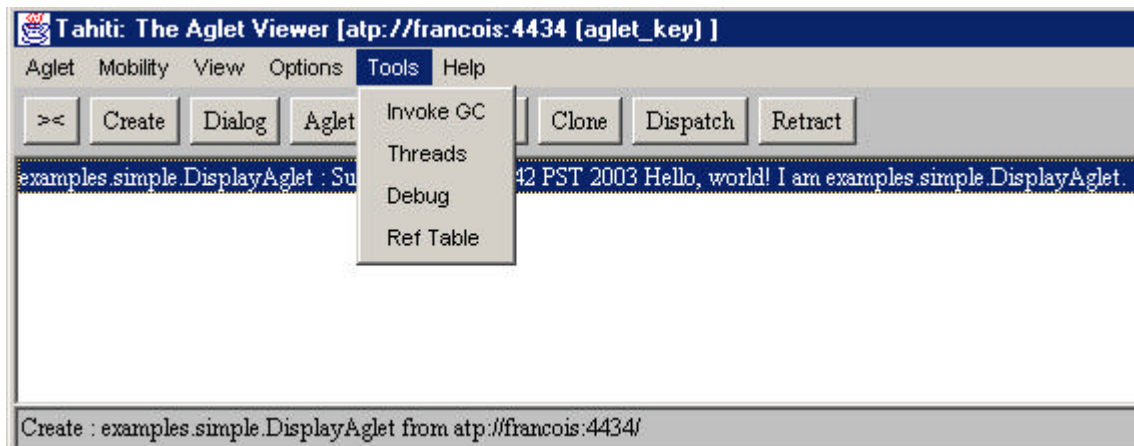 Tahiti: The Aglet Viewer [atp://francois:4434 (aglet_key) ]
Aglet Mobility View Options Tools Help
>< Create Dialog Aglet Clone Dispatch Retract
Invoke GC
Threads
Debug
Ref Table
examples.simple.DisplayAglet : Su 42 PST 2003 Hello, world! I am examples.simple.DisplayAglet.
Create : examples.simple.DisplayAglet from atp://francois:4434/